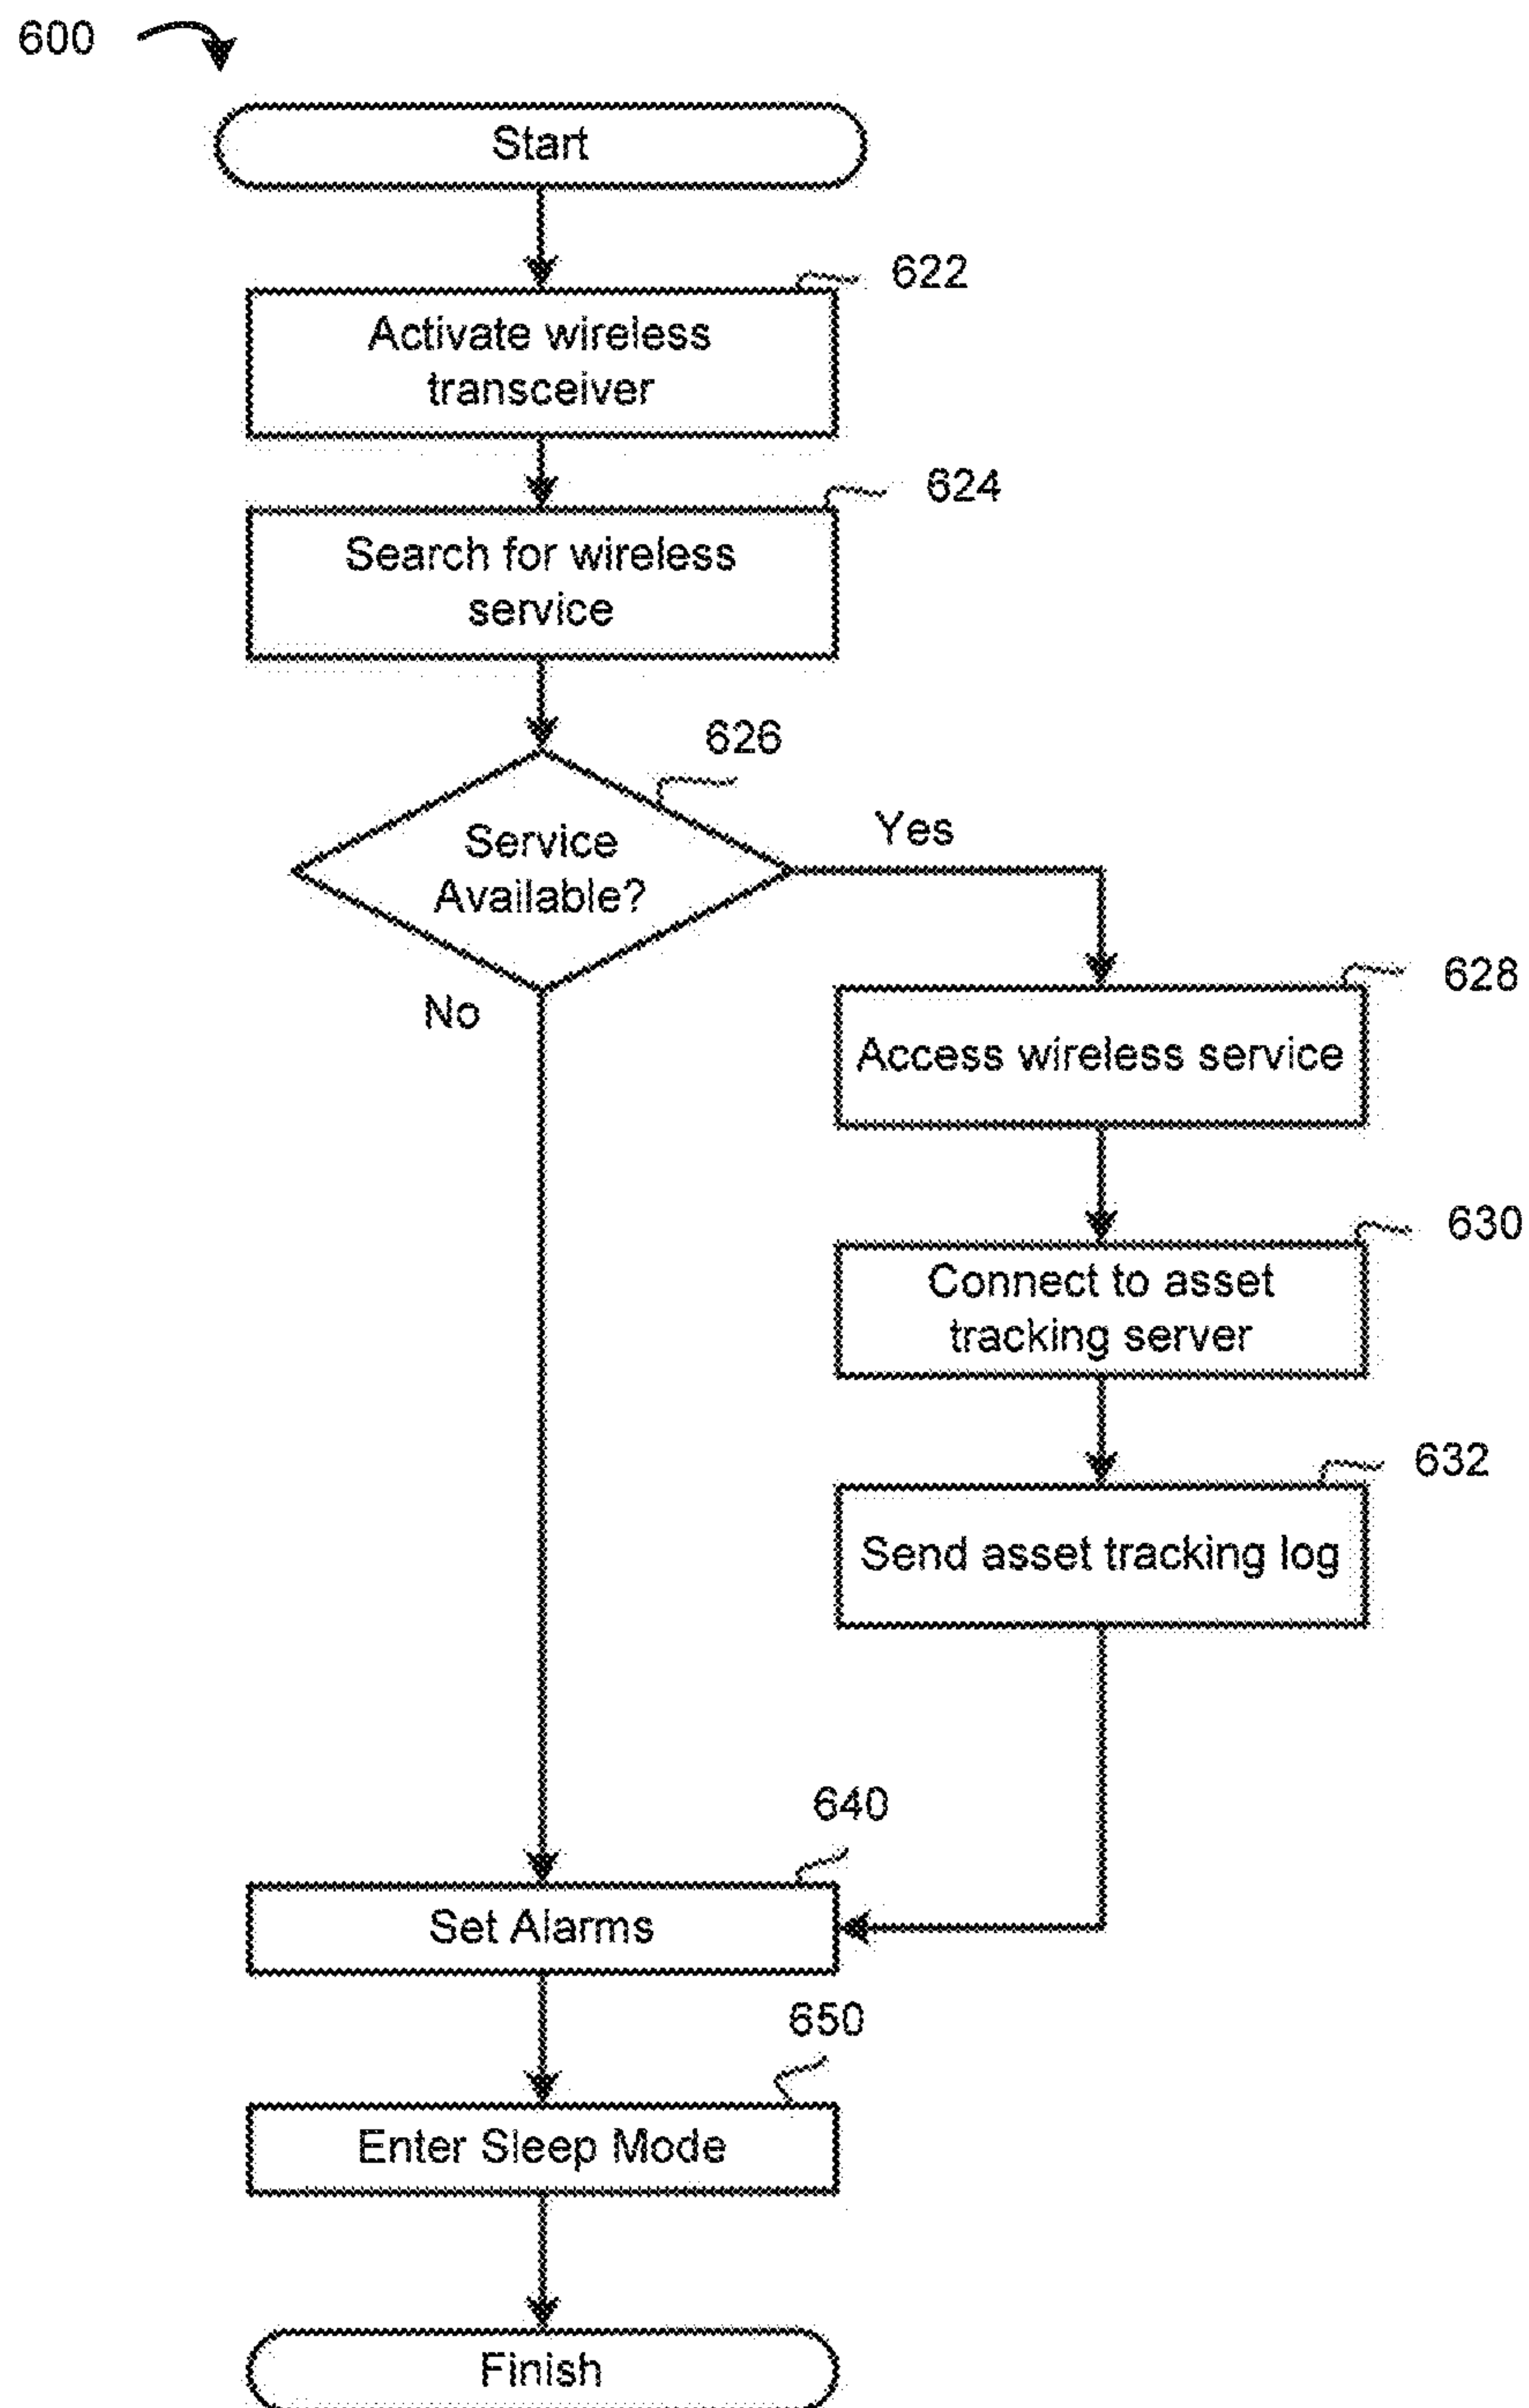 600
Start
622
Activate wireless
transceiver
624
Search for wireless
service
626
Service
Available?
Yes
No
628
Access wireless service
630
Connect to asset
tracking server
632
Send asset tracking log
640
Set Alarms
650
Enter Sleep Mode
Finish